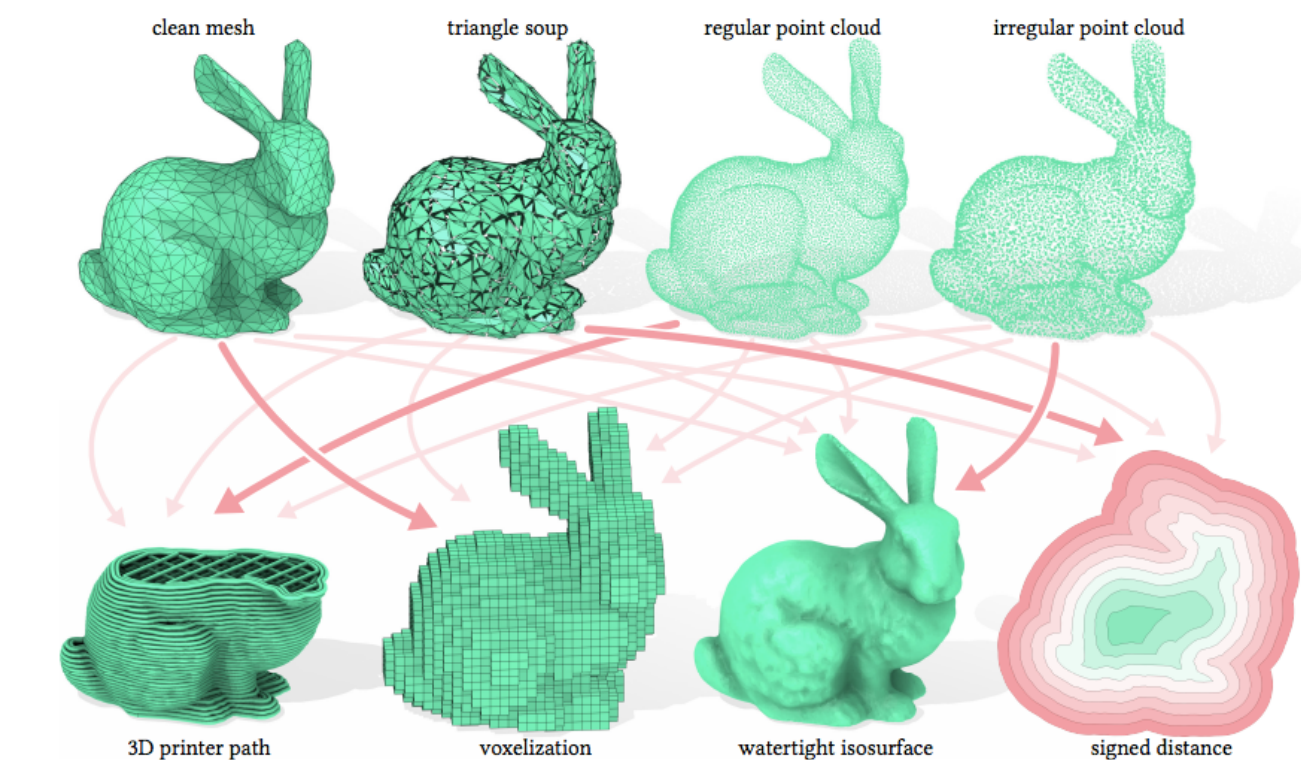 clean mesh
triangle soup
regular point cloud
irregular point cloud
3D printer path
voxelization
watertight isosurface
signed distance